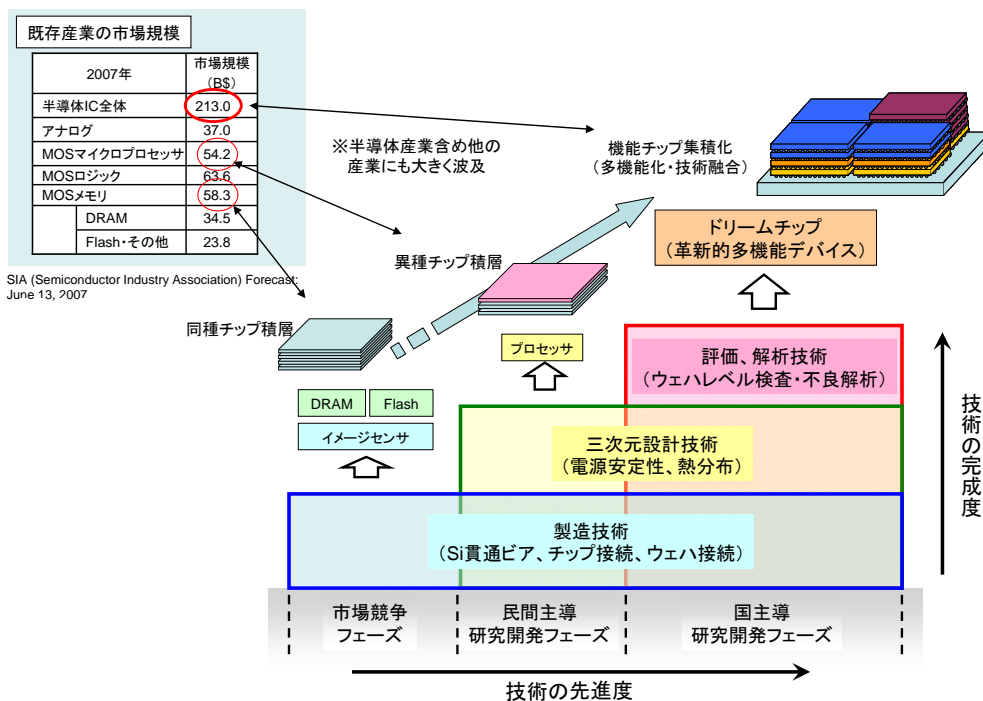 既存産業の市場規模
2007年
市場規模
(B$)
半導体IC全体 213.0
アナログ 37.0
MOSマイクロプロセッサ 54.2
MOSロジック 63.6
MOSメモリ 58.3
DRAM 34.5
Flash・その他 23.8
SIA (Semiconductor Industry Association) Forecast:
June 13, 2007
※半導体産業含め他の
産業にも大きく波及
機能チップ集積化
(多機能化・技術融合)
ドリームチップ
(革新的多機能デバイス)
異種チップ積層
同種チップ積層
プロセッサ
DRAM Flash
イメージセンサ
評価、解析技術
(ウェハレベル検査・不良解析)
三次元設計技術
(電源安定性、熱分布)
製造技術
(Si貫通ビア、チップ接続、ウェハ接続)
技術の完成度
市場競争
フェーズ
民間主導
研究開発フェーズ
国主導
研究開発フェーズ
技術の先進度